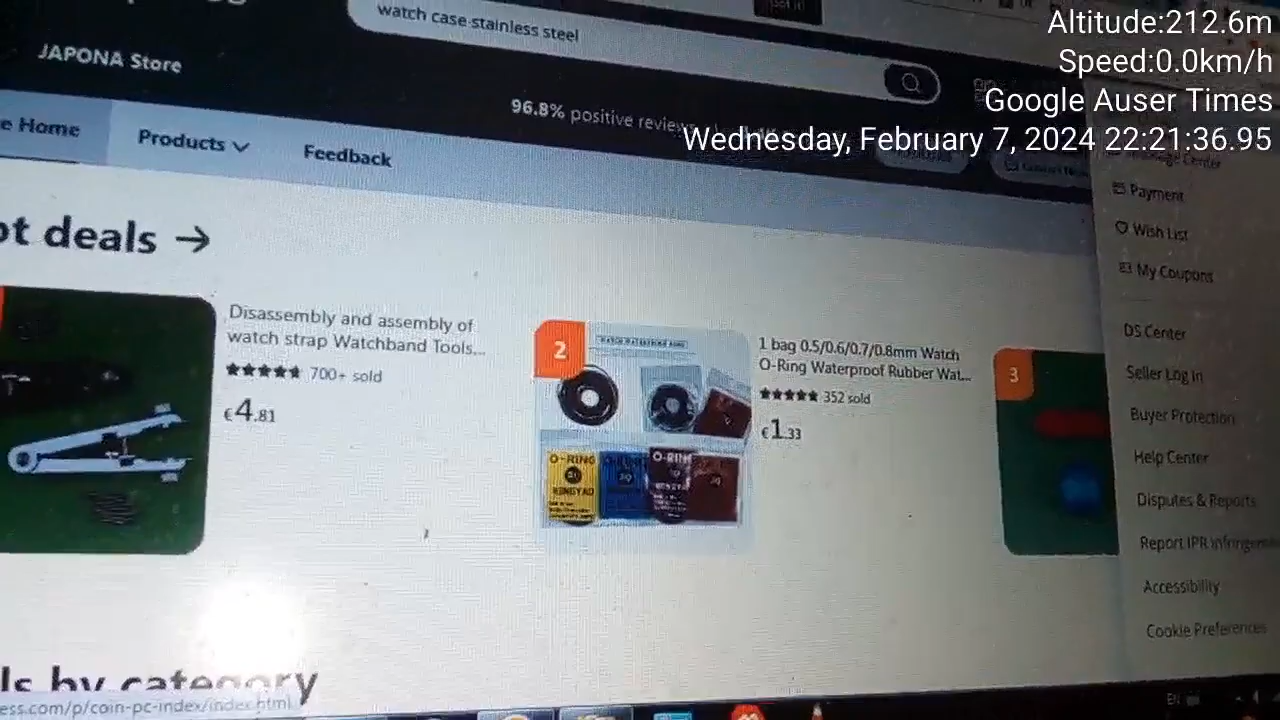 watch case stainless steel
Altitude:212.6m
Speed:0.0km/h
Google Auser Times
Wednesday, February 7, 2024 22:21:36.95
JAPONA Store
96.8% positive reviews
e Home
Products
Feedback
Payment
Wish List
My Coupons
DS Center
Seller Log In
Buyer Protection
Help Center
Disputes & Reports
Report IPR infringem
Accessibility
Cookie Preferences
ot deals →
Disassembly and assembly of
watch strap Watchband Tools...
700+ sold
€4.81
2
O-RING
O-RING
1 bag 0.5/0.6/0.7/0.8mm Watch
O-Ring Waterproof Rubber Wat...
352 sold
€1.33
3
ls by category
ess.com/p/coin-pc-index/index.html
EN